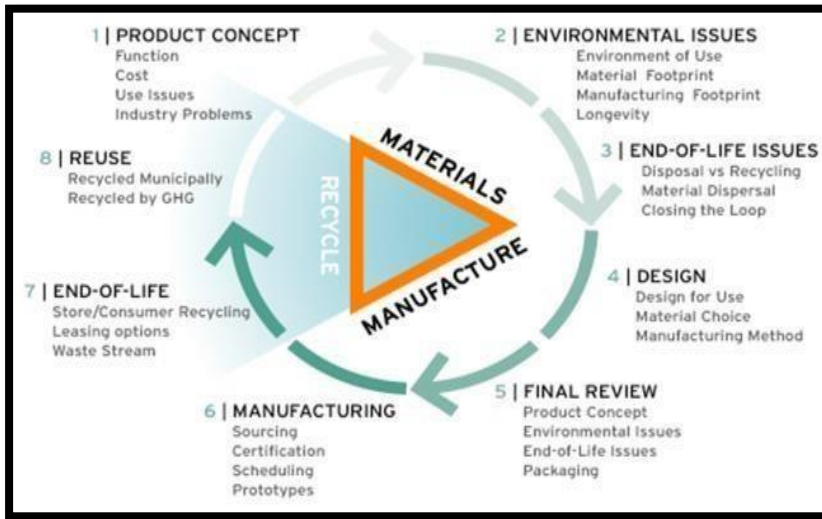 1 | PRODUCT CONCEPT
Function
Cost
Use Issues
Industry Problems
2 | ENVIRONMENTAL ISSUES
Environment of Use
Material Footprint
Manufacturing Footprint
Longevity
3 | END-OF-LIFE ISSUES
Disposal vs Recycling
Material Dispersal
Closing the Loop
4 | DESIGN
Design for Use
Material Choice
Manufacturing Method
5 | FINAL REVIEW
Product Concept
Environmental Issues
End-of-Life Issues
Packaging
6 | MANUFACTURING
Sourcing
Certification
Scheduling
Prototypes
7 | END-OF-LIFE
Store/Consumer Recycling
Leasing options
Waste Stream
8 | REUSE
Recycled Municipally
Recycled by GHG
MATERIALS
MANUFACTURE
RECYCLE